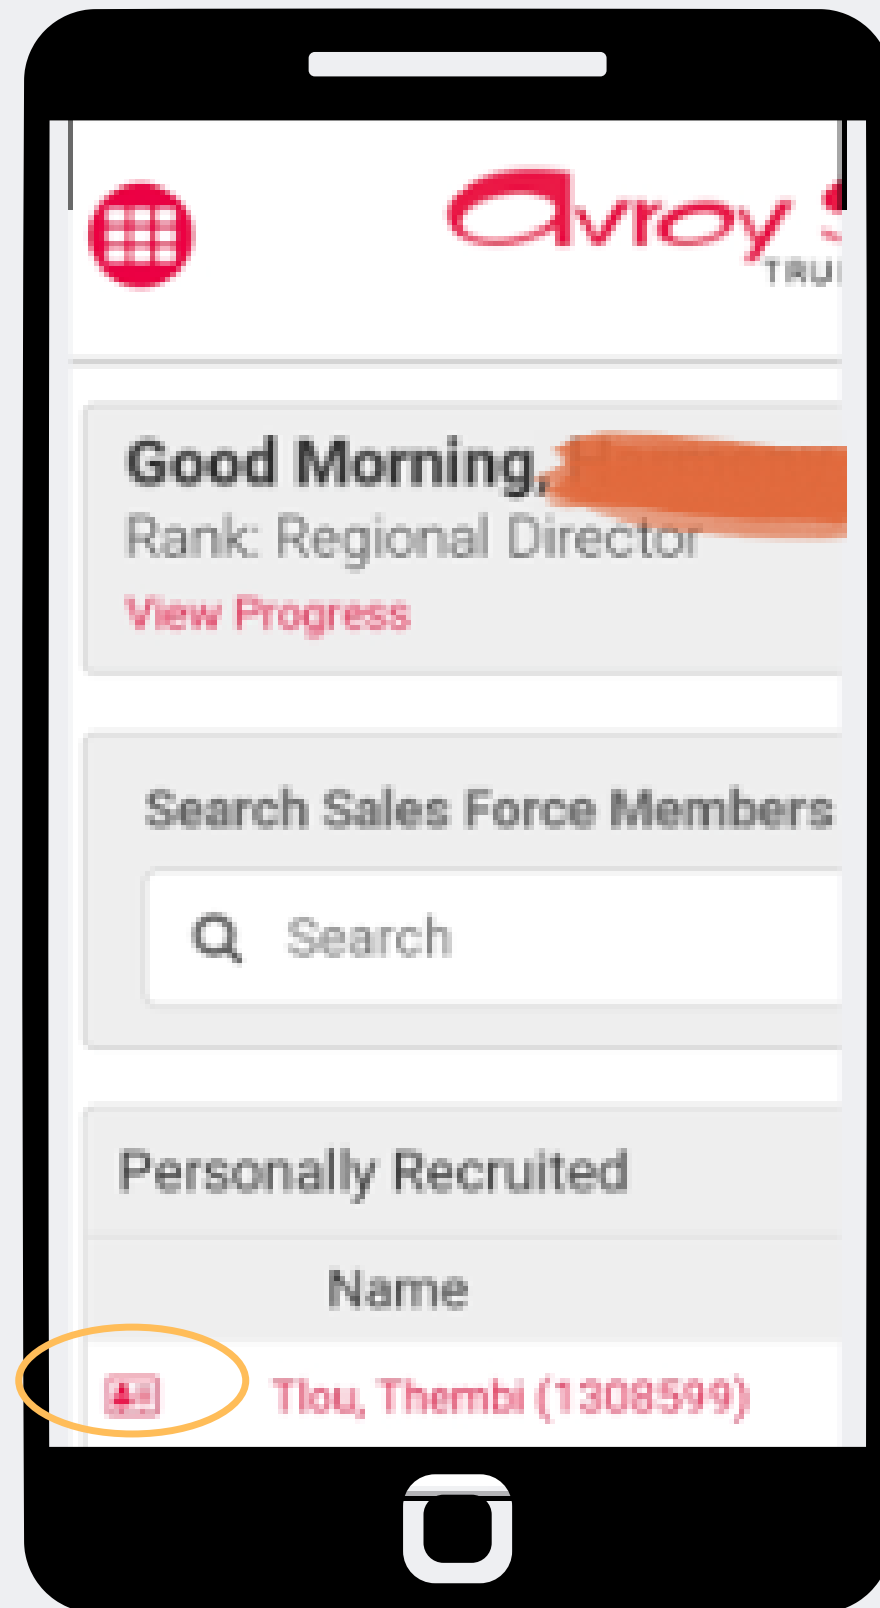 avroy
Good Morning,
Rank: Regional Director
View Progress
Search Sales Force Members
Search
Personally Recruited
Name
Tlou, Thembi (1308599)